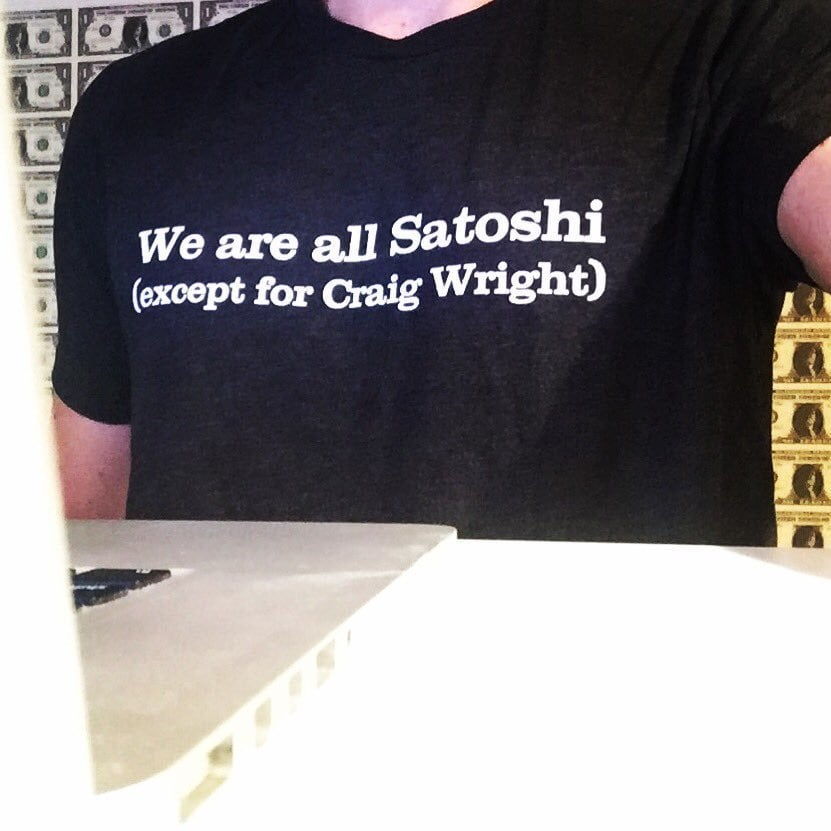 We are all Satoshi
(except for Craig Wright)